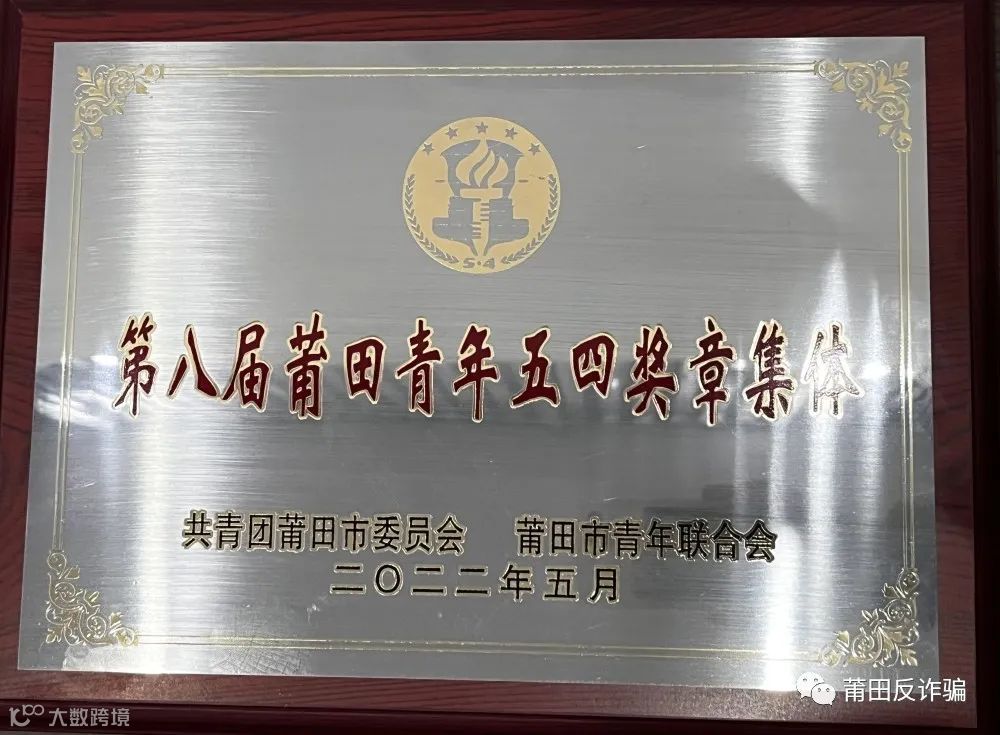 5·4
第八届莆田青年五四奖章集体
共青团莆田市委员会 莆田市青年联合会
二〇二二年五月
莆田反诈骗
大数跨境